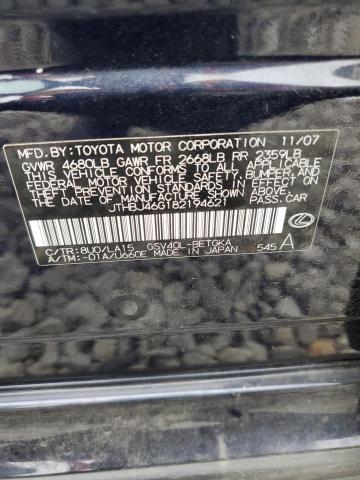 MFD. BY: TOYOTA MOTOR CORPORATION 11/07
GVWR 4680LB GAWR FR 2668LB RR 2359LB
THIS VEHICLE CONFORMS TO ALL APPLICABLE
FEDERAL MOTOR VEHICLE SAFETY, BUMPER, AND
THEFT PREVENTION STANDARDS IN EFFECT ON
THE DATE OF MANUFACTURE SHOWN ABOVE.
JTHBJ46G182194621 PASS. CAR
C/TR: 8U0/LA15 GSV40L-BETGKA
A/TM: -01A/U660E MADE IN JAPAN 545 A